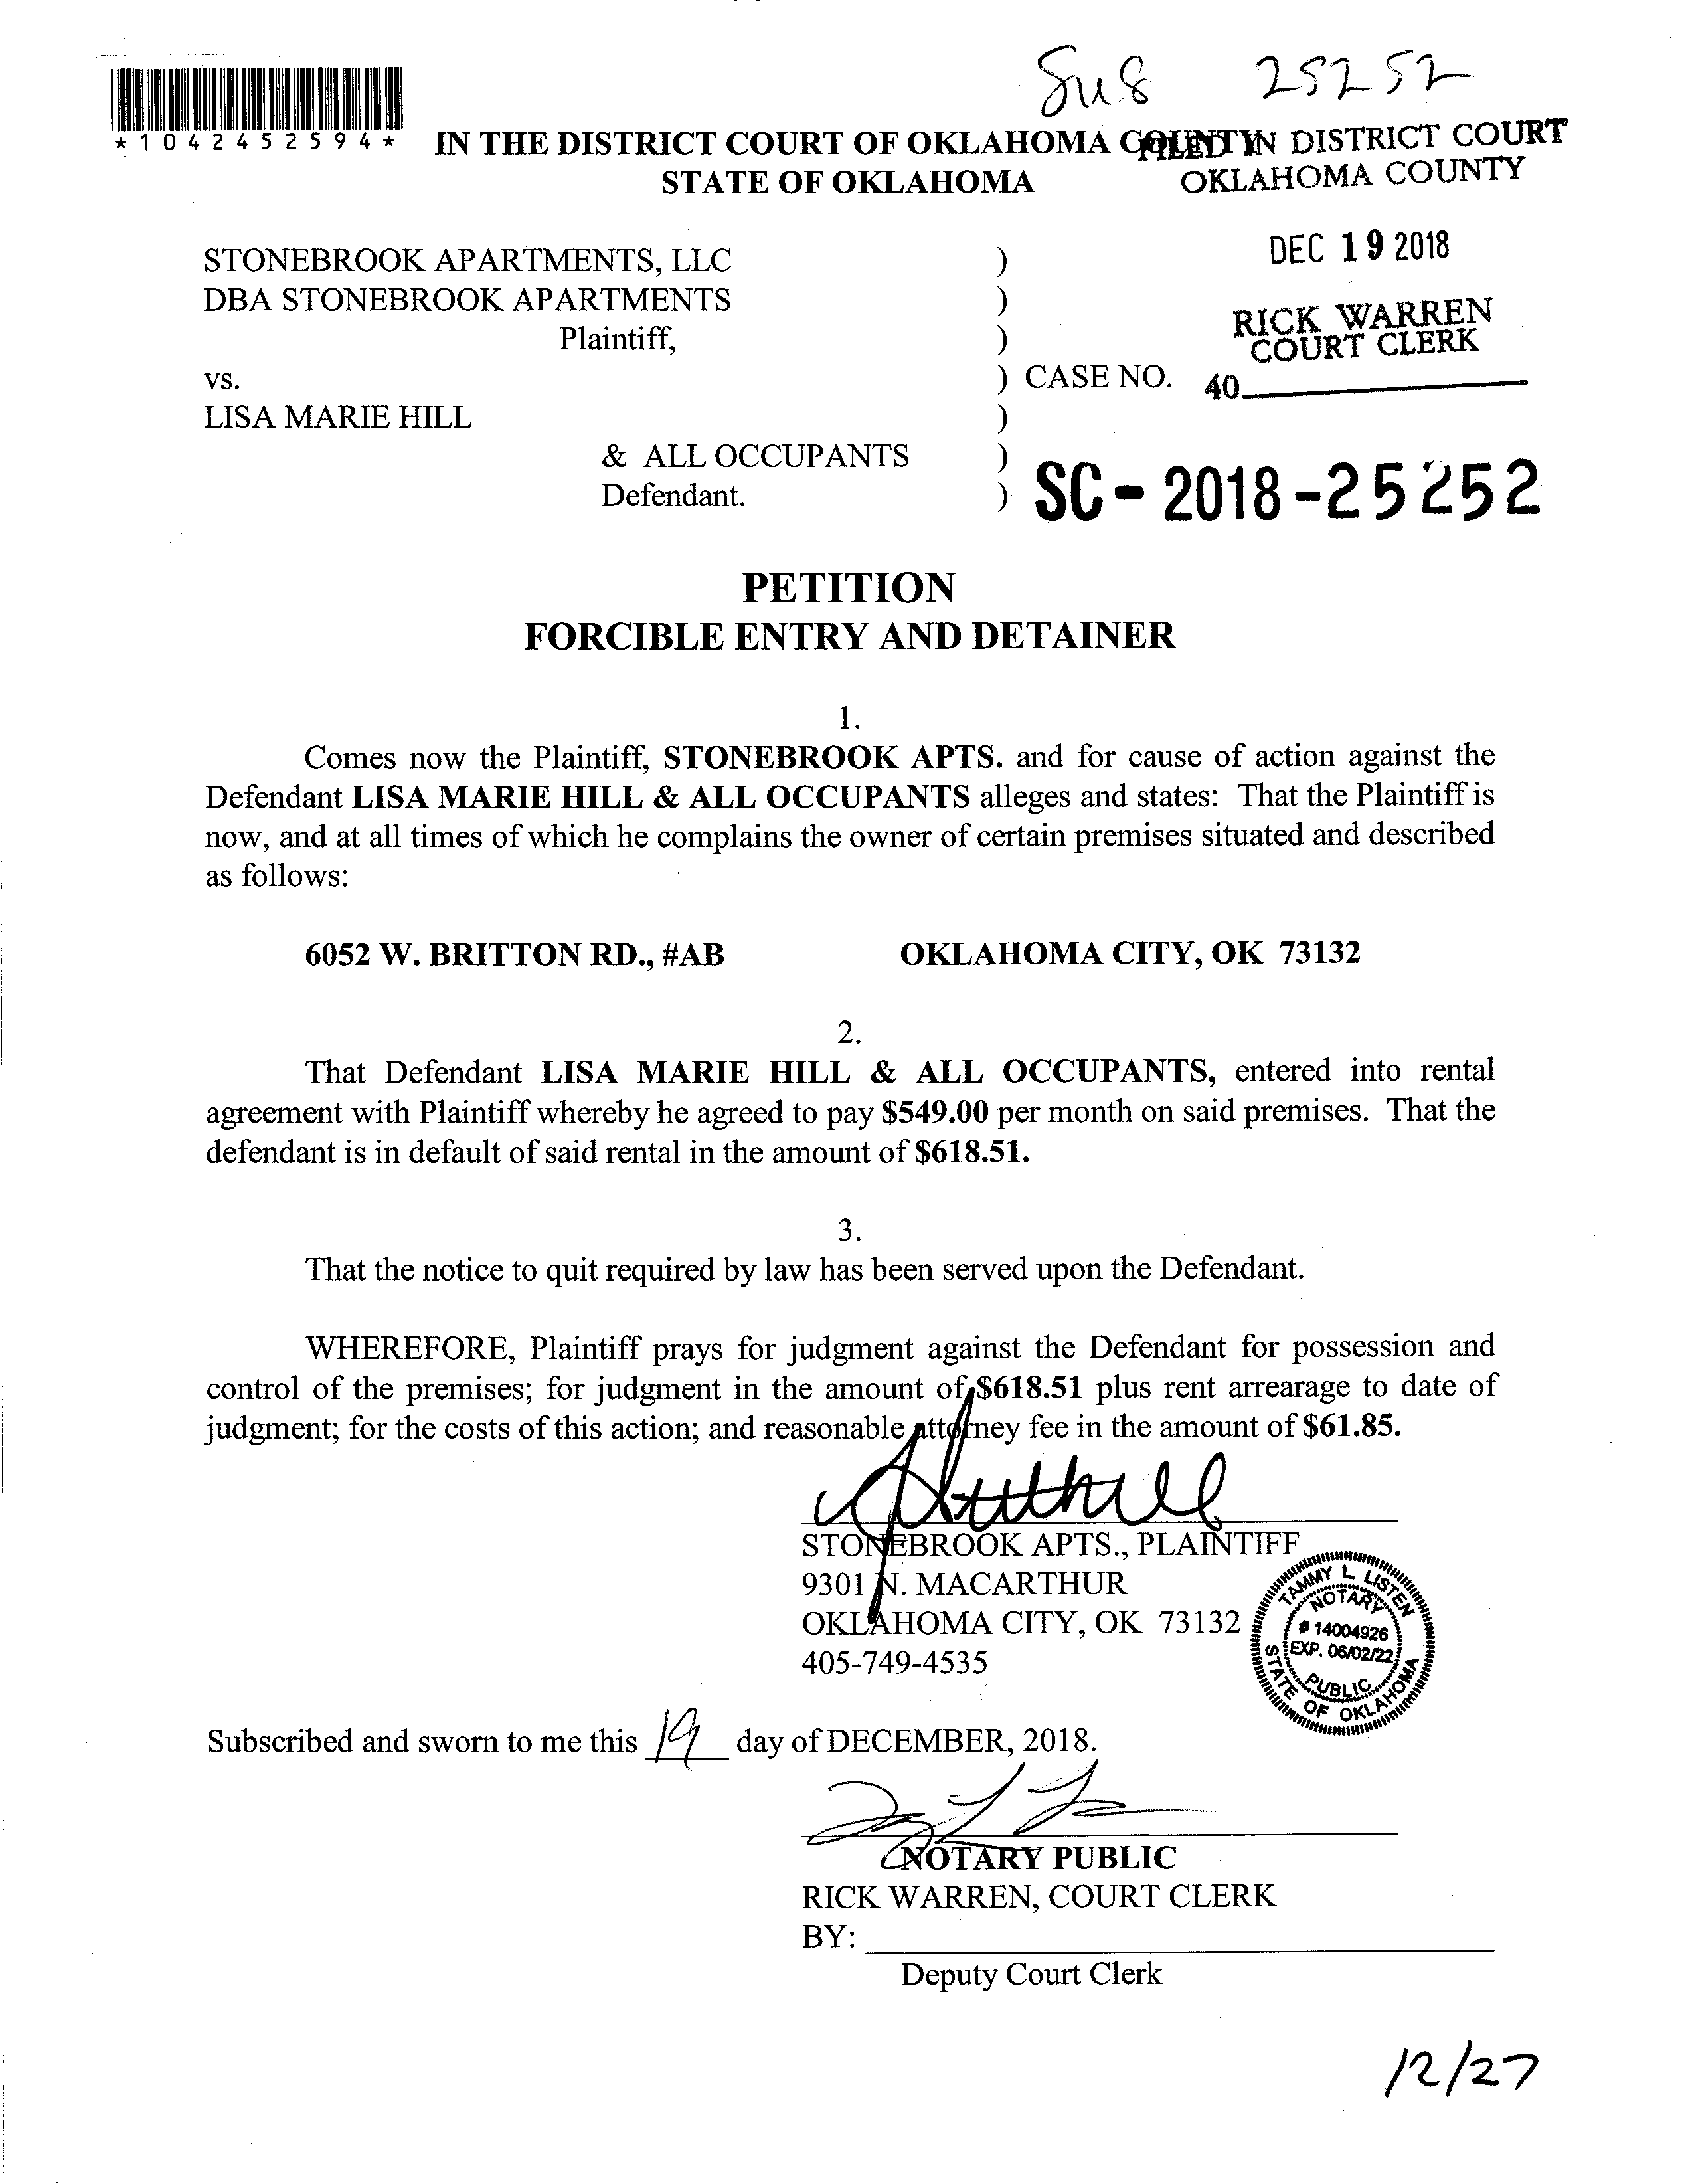 25252
*1042452594*
IN THE DISTRICT COURT OF OKLAHOMA COUNTY
STATE OF OKLAHOMA
FILED IN DISTRICT COURT
OKLAHOMA COUNTY
DEC 19 2018
RICK WARREN
COURT CLERK
40
STONEBROOK APARTMENTS, LLC )
DBA STONEBROOK APARTMENTS )
Plaintiff, )
vs. ) CASE NO.
LISA MARIE HILL )
& ALL OCCUPANTS )
Defendant. ) SC-2018-25252
PETITION
FORCIBLE ENTRY AND DETAINER
1.
Comes now the Plaintiff, STONEBROOK APTS. and for cause of action against the
Defendant LISA MARIE HILL & ALL OCCUPANTS alleges and states: That the Plaintiff is
now, and at all times of which he complains the owner of certain premises situated and described
as follows:
6052 W. BRITTON RD., #AB OKLAHOMA CITY, OK 73132
2.
That Defendant LISA MARIE HILL & ALL OCCUPANTS, entered into rental
agreement with Plaintiff whereby he agreed to pay $549.00 per month on said premises. That the
defendant is in default of said rental in the amount of $618.51.
3.
That the notice to quit required by law has been served upon the Defendant.
WHEREFORE, Plaintiff prays for judgment against the Defendant for possession and
control of the premises; for judgment in the amount of $618.51 plus rent arrearage to date of
judgment; for the costs of this action; and reasonable attorney fee in the amount of $61.85.
STONEBROOK APTS., PLAINTIFF
9301 N. MACARTHUR
OKLAHOMA CITY, OK 73132
405-749-4535
TAMMY L. LISTEN
NOTARY
# 14004926
EXP. 06/02/22
PUBLIC
STATE OF OKLAHOMA
Subscribed and sworn to me this 19 day of DECEMBER, 2018.
NOTARY PUBLIC
RICK WARREN, COURT CLERK
BY:
Deputy Court Clerk
12/27